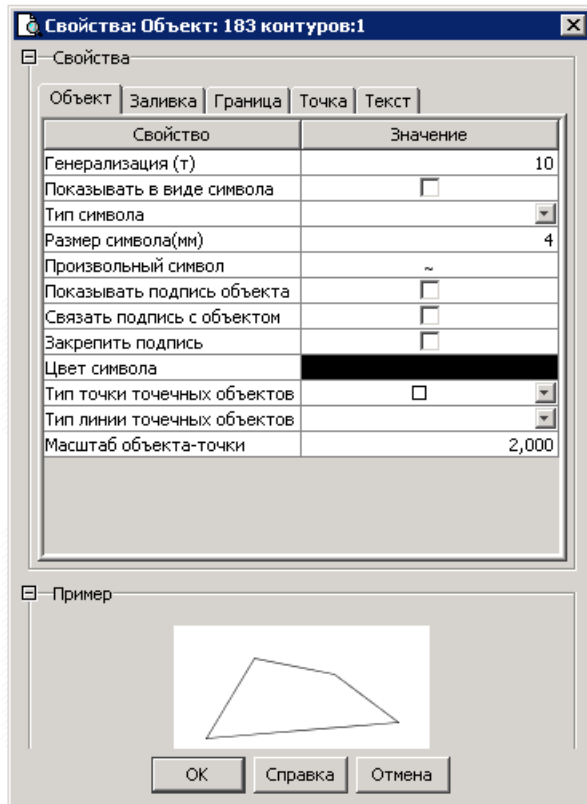 Свойства: Объект: 183 контуров:1
Свойства
Объект Заливка Граница Точка Текст
Свойство Значение
Генерализация (т) 10
Показывать в виде символа
Тип символа
Размер символа(мм) 4
Произвольный символ ~
Показывать подпись объекта
Связать подпись с объектом
Закрепить подпись
Цвет символа
Тип точки точечных объектов
Тип линии точечных объектов
Масштаб объекта-точки 2,000
Пример
OK Справка Отмена